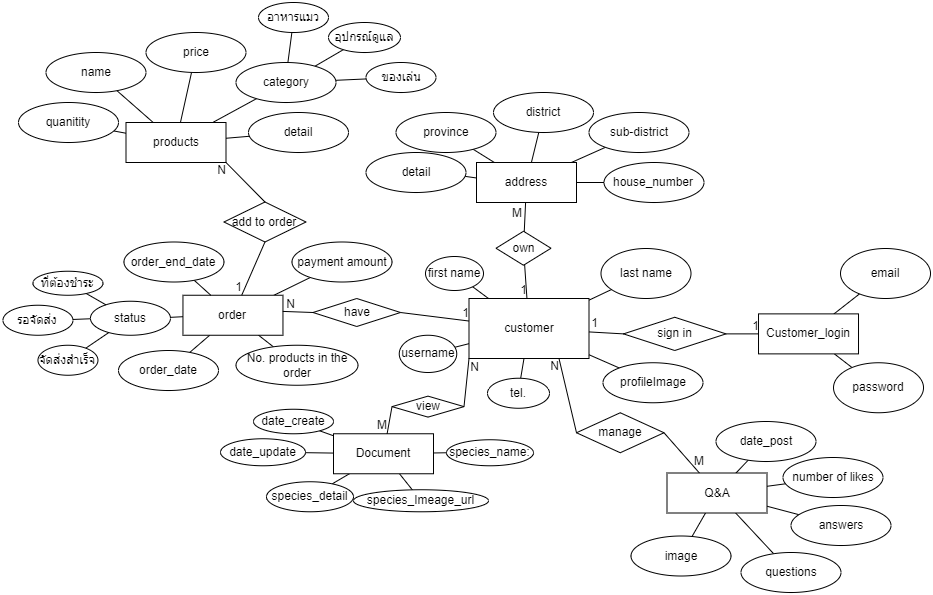 อาหารแมว
อุปกรณ์ดูแล
ของเล่น
price
name
category
quanitity
products
detail
N
add to order
1
province
district
sub-district
detail
address
house_number
M
own
1
order_end_date
payment amount
ที่ต้องชำระ
รอจัดส่ง
จัดส่งสำเร็จ
status
order
N
have
1
order_date
No. products in the
order
first name
last name
customer
username
tel.
profileImage
1
sign in
1
Customer_login
email
password
N
view
M
date_create
date_update
Document
species_name:
species_detail
species_Imeage_url
N
manage
M
Q&A
date_post
number of likes
answers
image
questions